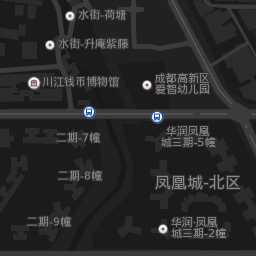 水街-荷塘
水街-升庵紫藤
川江钱币博物馆
成都高新区
爱智幼儿园
二期-7幢
华润凤凰
城三期-5幢
二期-8幢
凤凰城-北区
二期-9幢
华润·凤凰
城三期-2幢